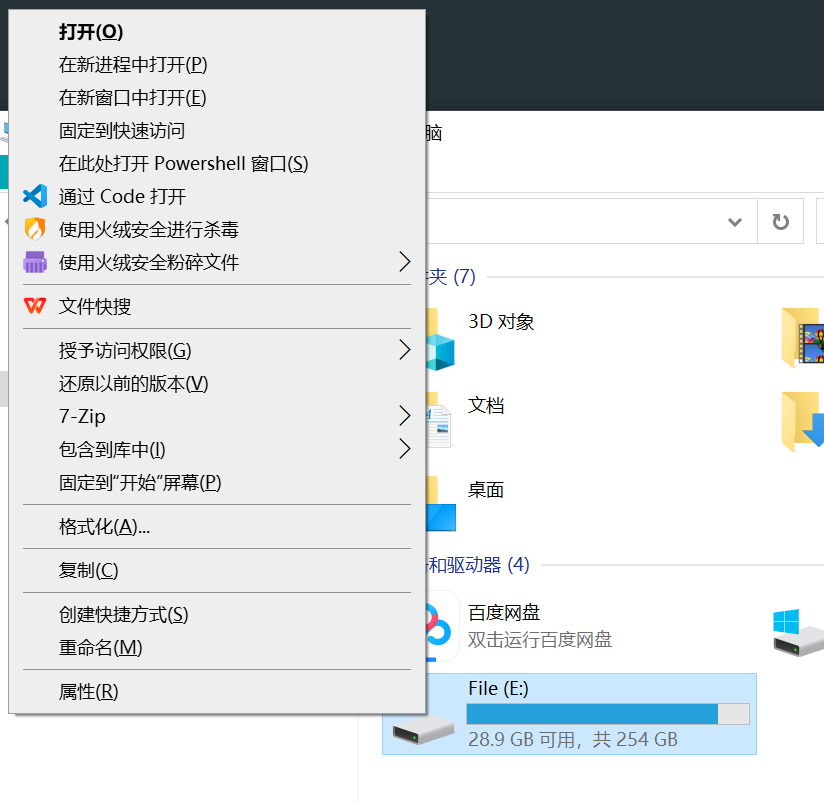 打开(O)
在新进程中打开(P)
在新窗口中打开(E)
固定到快速访问
在此处打开 Powershell 窗口(S)
通过 Code 打开
使用火绒安全进行杀毒
使用火绒安全粉碎文件
文件快搜
授予访问权限(G)
还原以前的版本(V)
7-Zip
包含到库中(I)
固定到“开始”屏幕(P)
格式化(A)...
复制(C)
创建快捷方式(S)
重命名(M)
属性(R)
脑
夹 (7)
3D 对象
文档
桌面
和驱动器 (4)
百度网盘
双击运行百度网盘
File (E:)
28.9 GB 可用，共 254 GB